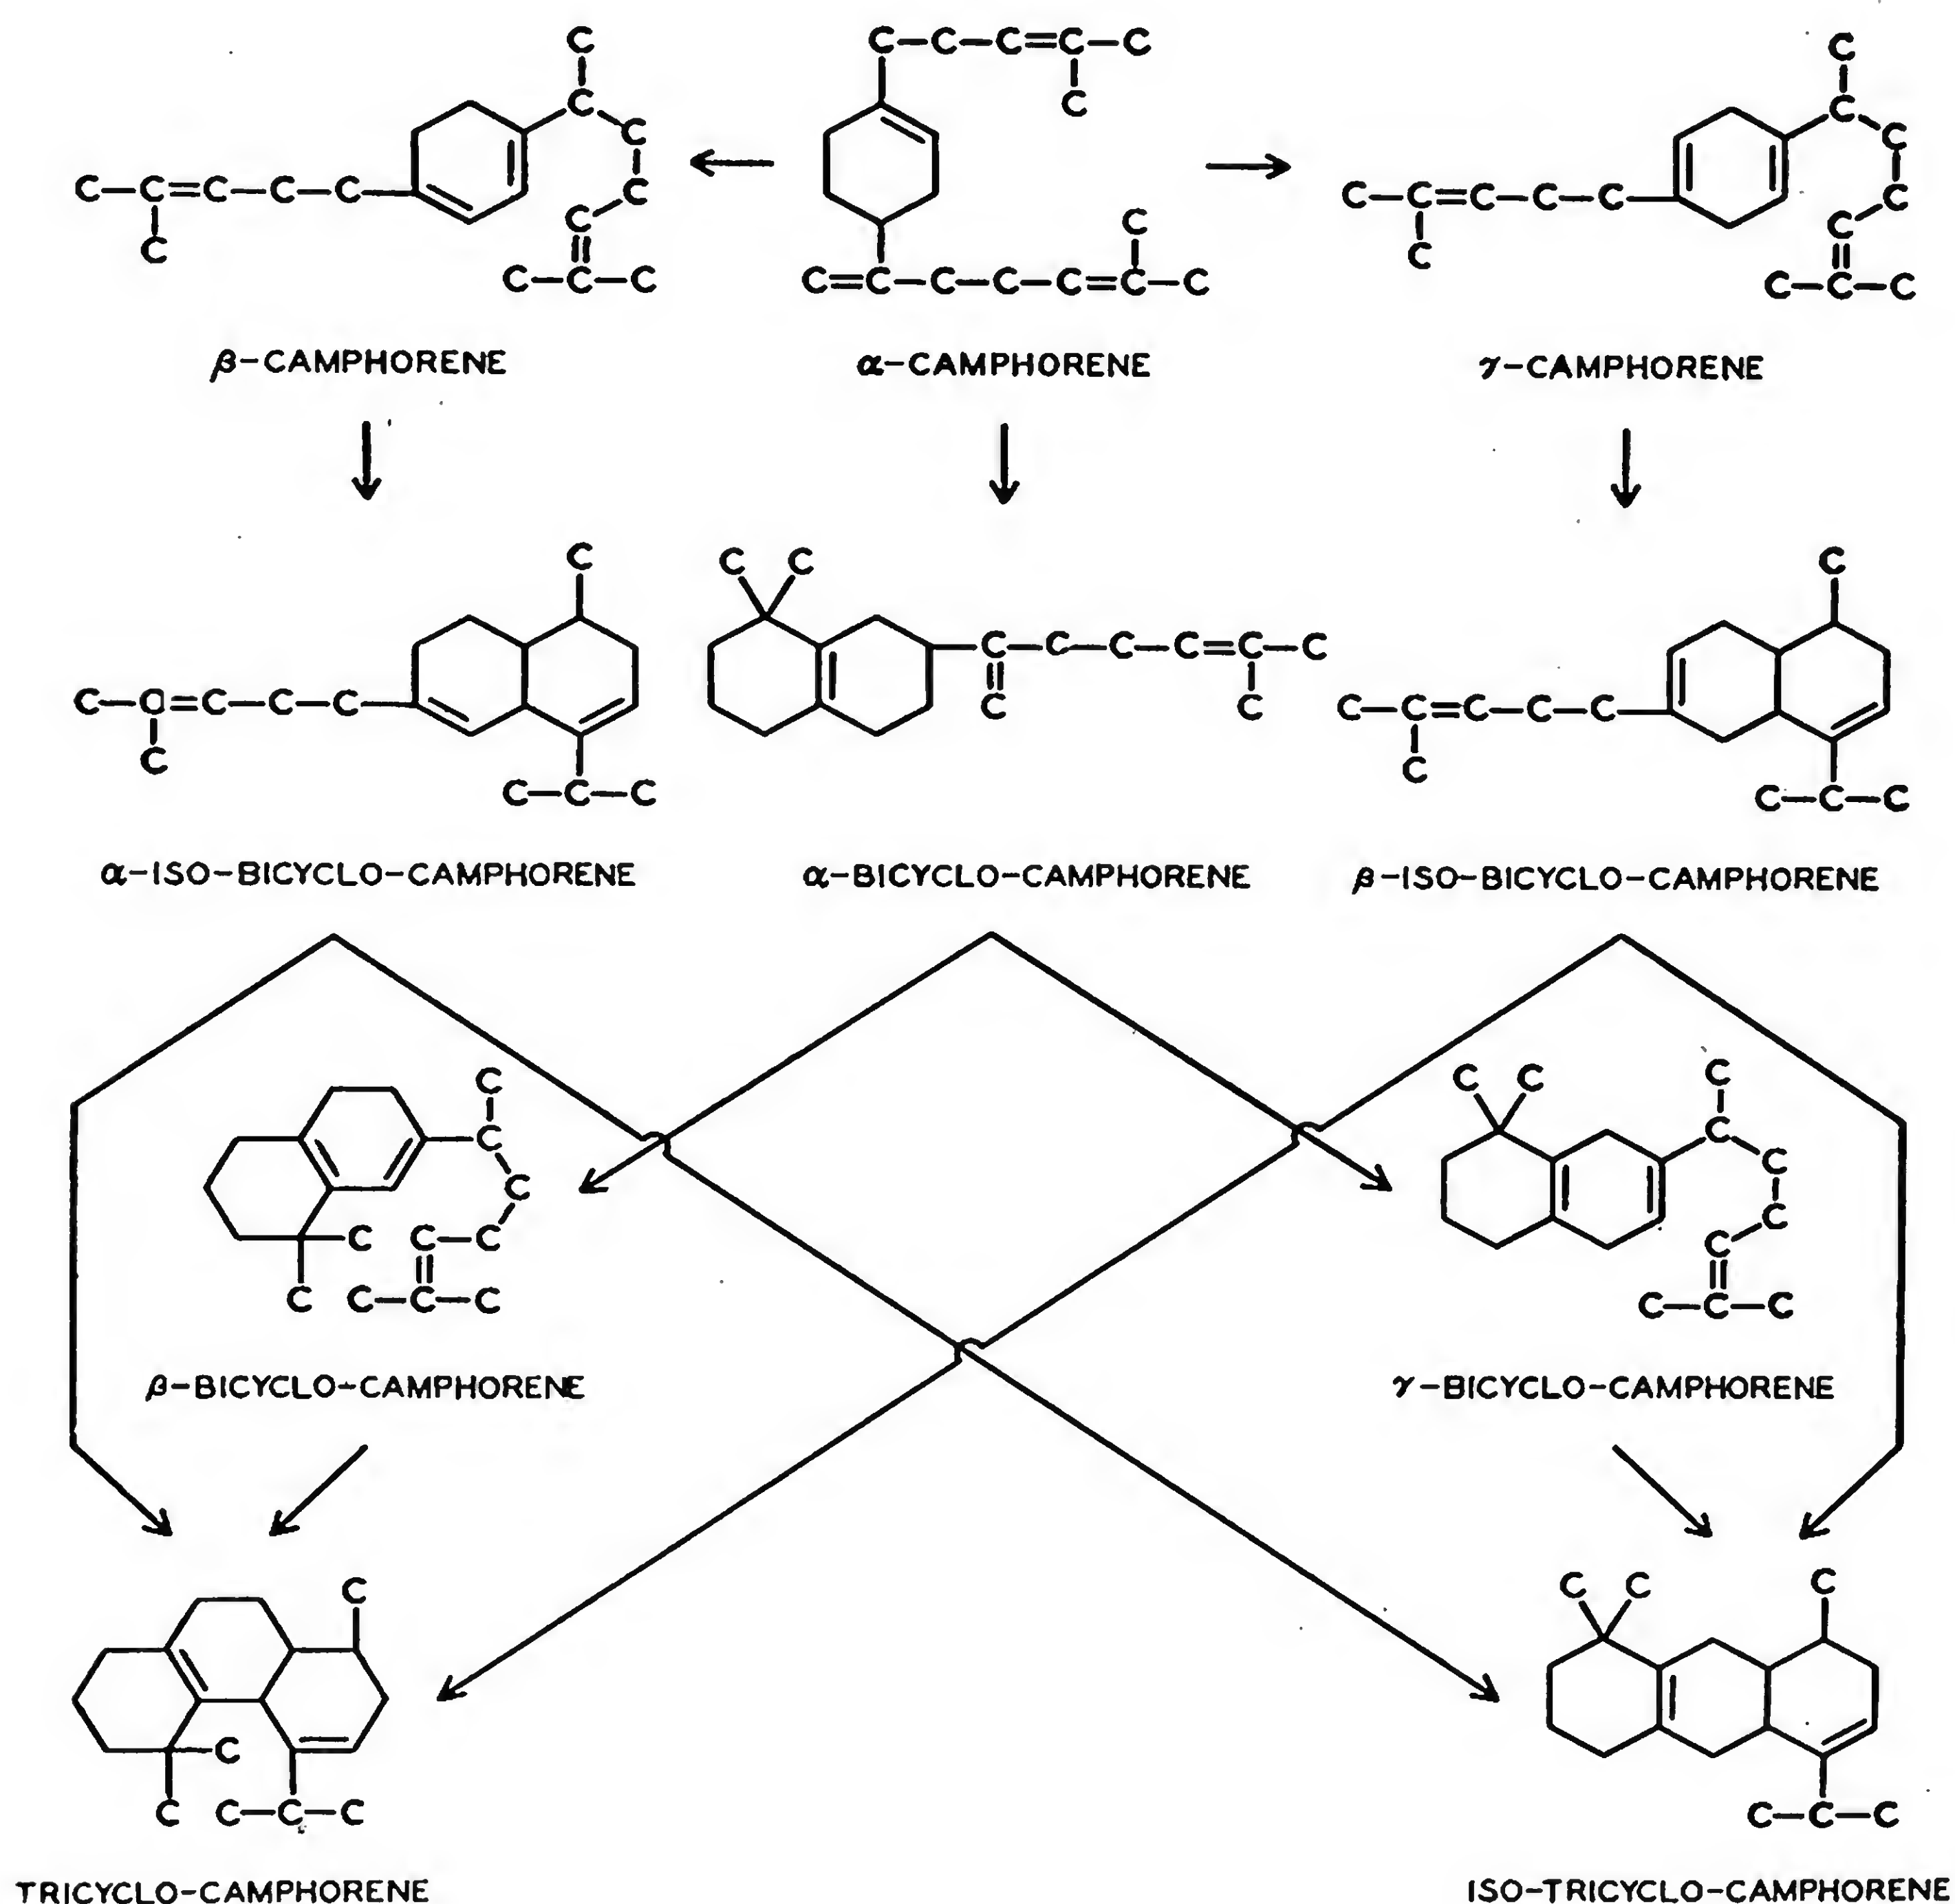 C
C C–C–C=C–C C
C C C C
C–C=C–C–C– C C C–C=C–C–C– C
C C C C
C–C–C C=C–C–C–C=C–C C–C–C
β-CAMPHORENE α-CAMPHORENE γ-CAMPHORENE
C C C C
C–C–C–C=C–C
C–C=C–C–C– C C C–C=C–C–C–
C C
C–C–C C–C–C
α-ISO-BICYCLO-CAMPHORENE α-BICYCLO-CAMPHORENE β-ISO-BICYCLO-CAMPHORENE
C C C C
C C
C C
C C–C C
C C–C–C C
C–C–C
β-BICYCLO-CAMPHORENE γ-BICYCLO-CAMPHORENE
C C C C
C
C C–C–C C–C–C
TRICYCLO-CAMPHORENE ISO-TRICYCLO-CAMPHORENE